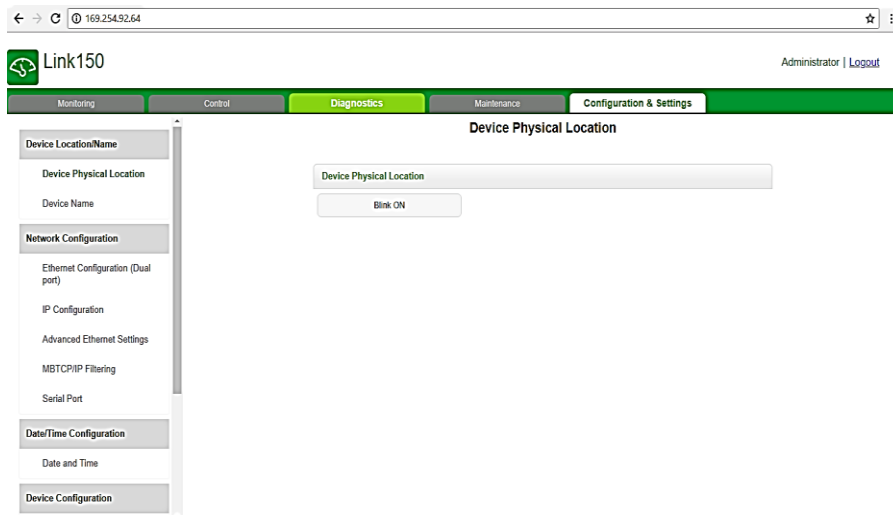 169.254.92.64
Link150
Administrator | Logout
Monitoring
Control
Diagnostics
Maintenance
Configuration & Settings
Device Location/Name
Device Physical Location
Device Name
Network Configuration
Ethernet Configuration (Dual
port)
IP Configuration
Advanced Ethernet Settings
MBTCP/IP Filtering
Serial Port
Date/Time Configuration
Date and Time
Device Configuration
Device Physical Location
Device Physical Location
Blink ON